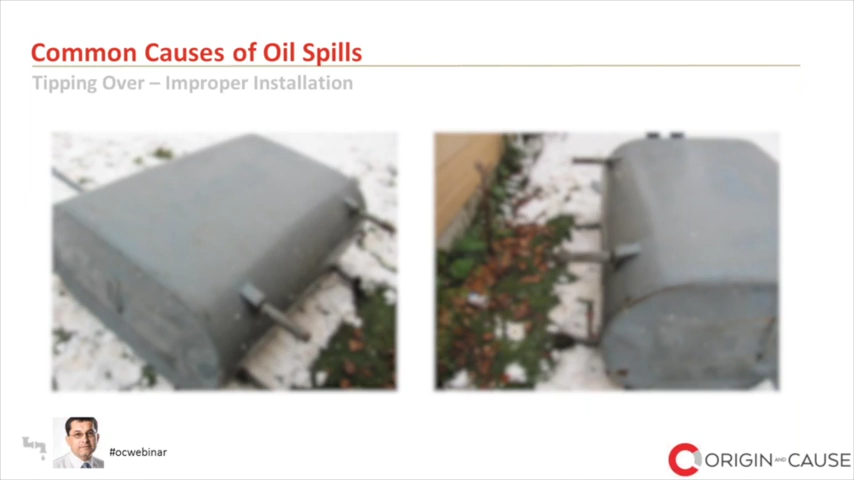 Common Causes of Oil Spills
Tipping Over – Improper Installation
#ocwebinar
ORIGIN AND CAUSE